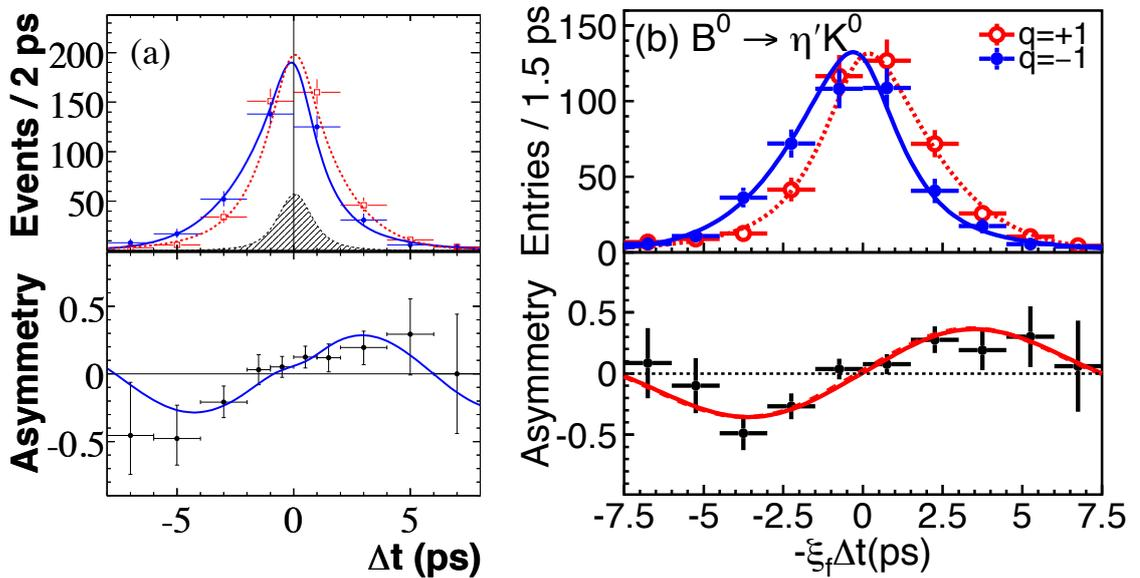 Events / 2 ps
200
150
100
50
(a)
Asymmetry
0.5
0
-0.5
-5 0 5
Δt (ps)
Entries / 1.5 ps
150
100
50
0
(b) B⁰ → η′K⁰
q=+1
q=−1
Asymmetry
0.5
0
-0.5
-7.5 -5 -2.5 0 2.5 5 7.5
-ξfΔt(ps)